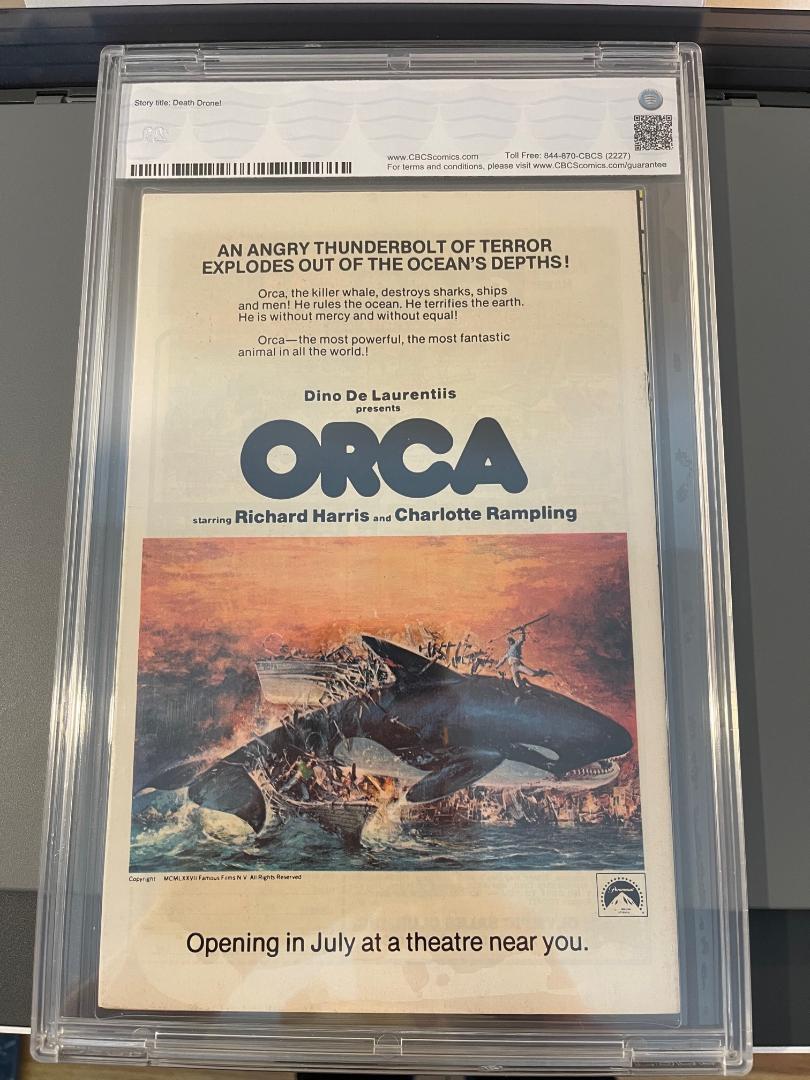 Story title: Death Drone!
www.CBCScomics.com Toll Free: 844-870-CBCS (2227)
For terms and conditions, please visit www.CBCScomics.com/guarantee
AN ANGRY THUNDERBOLT OF TERROR
EXPLODES OUT OF THE OCEAN'S DEPTHS!
Orca, the killer whale, destroys sharks, ships
and men! He rules the ocean. He terrifies the earth.
He is without mercy and without equal!
Orca—the most powerful, the most fantastic
animal in all the world.!
Dino De Laurentiis
presents
ORCA
starring Richard Harris and Charlotte Rampling
Copyright MCMLXXVII Famous Films N V All Rights Reserved
Paramount
Opening in July at a theatre near you.